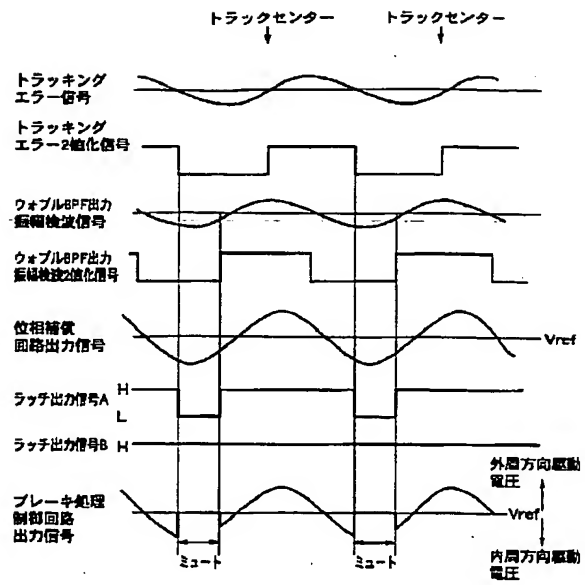 トラックセンター
トラックセンター
トラッキング
エラー信号
トラッキング
エラー2値化信号
ウォブルBPF出力
振幅検波信号
ウォブルBPF出力
振幅検波2値化信号
位相補償
回路出力信号
Vref
ラッチ出力信号A
H
L
ラッチ出力信号B
H
外周方向駆動
電圧
ブレーキ処理
制御回路
出力信号
Vref
ミュート
ミュート
内周方向駆動
電圧